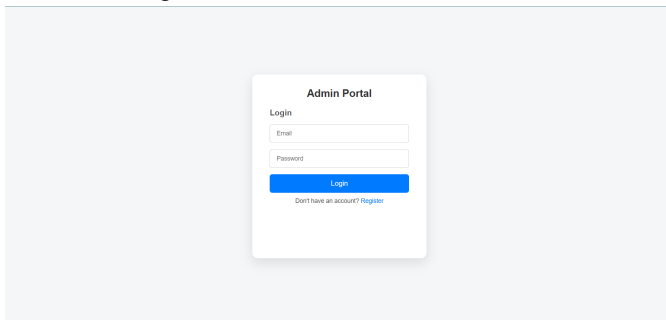 Admin Portal
Login
Email
Password
Login
Don't have an account? Register